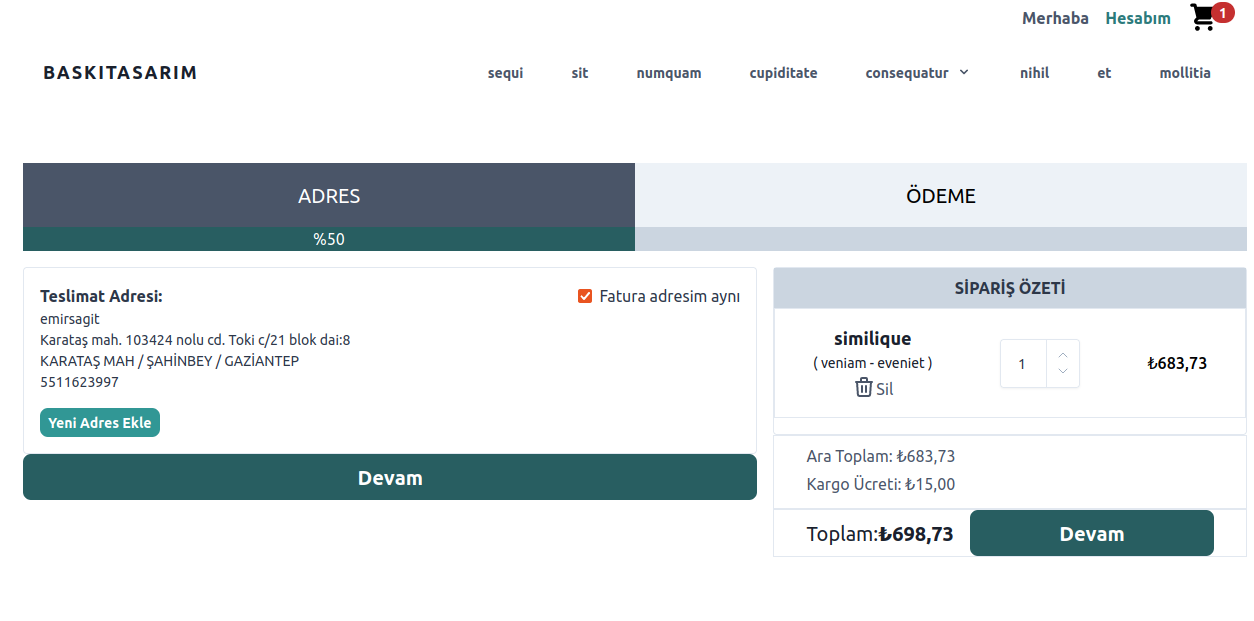 Merhaba Hesabım 1
BASKITASARIM sequi sit numquam cupiditate consequatur nihil et mollitia
ADRES ÖDEME
%50
Teslimat Adresi: Fatura adresim aynı
emirsagit
Karataş mah. 103424 nolu cd. Toki c/21 blok dai:8
KARATAŞ MAH / ŞAHİNBEY / GAZİANTEP
5511623997
Yeni Adres Ekle
Devam
SİPARİŞ ÖZETİ
similique
( veniam - eveniet )
Sil
1
₺683,73
Ara Toplam: ₺683,73
Kargo Ücreti: ₺15,00
Toplam:₺698,73 Devam